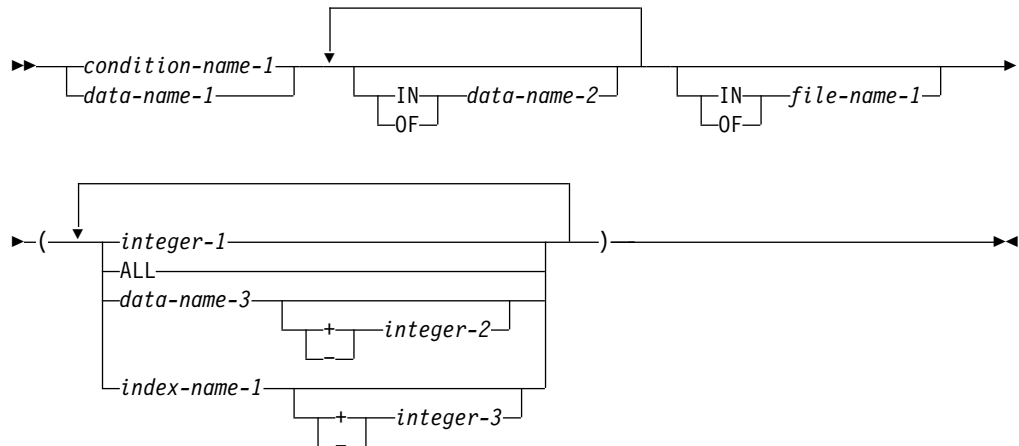 condition-name-1
data-name-1
IN
OF
data-name-2
IN
OF
file-name-1
(
integer-1
)
ALL
data-name-3
+
−
integer-2
index-name-1
+
−
integer-3